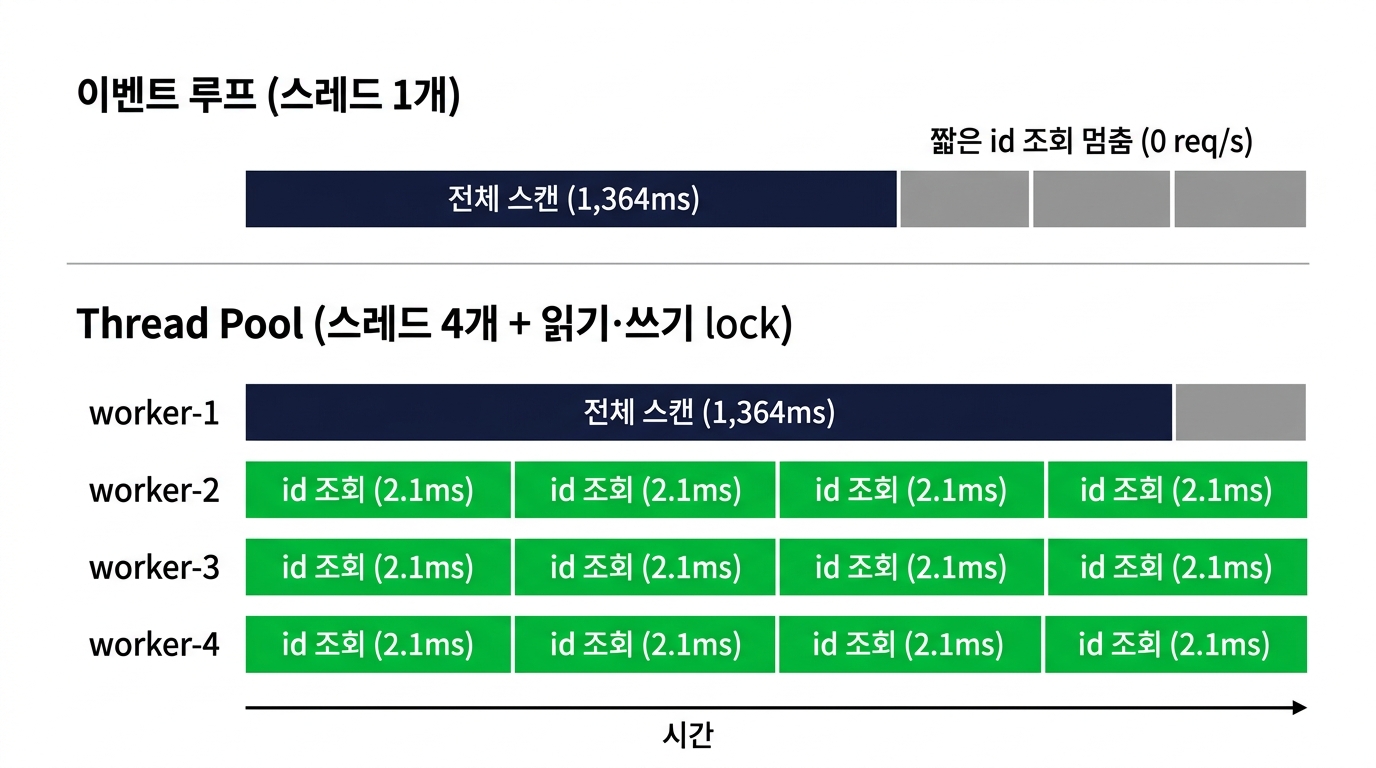 이벤트 루프 (스레드 1개)
짧은 id 조회 멈춤 (0 req/s)
전체 스캔 (1,364ms)
Thread Pool (스레드 4개 + 읽기·쓰기 lock)
worker-1 전체 스캔 (1,364ms)
worker-2 id 조회 (2.1ms) id 조회 (2.1ms) id 조회 (2.1ms) id 조회 (2.1ms)
worker-3 id 조회 (2.1ms) id 조회 (2.1ms) id 조회 (2.1ms) id 조회 (2.1ms)
worker-4 id 조회 (2.1ms) id 조회 (2.1ms) id 조회 (2.1ms) id 조회 (2.1ms)
시간